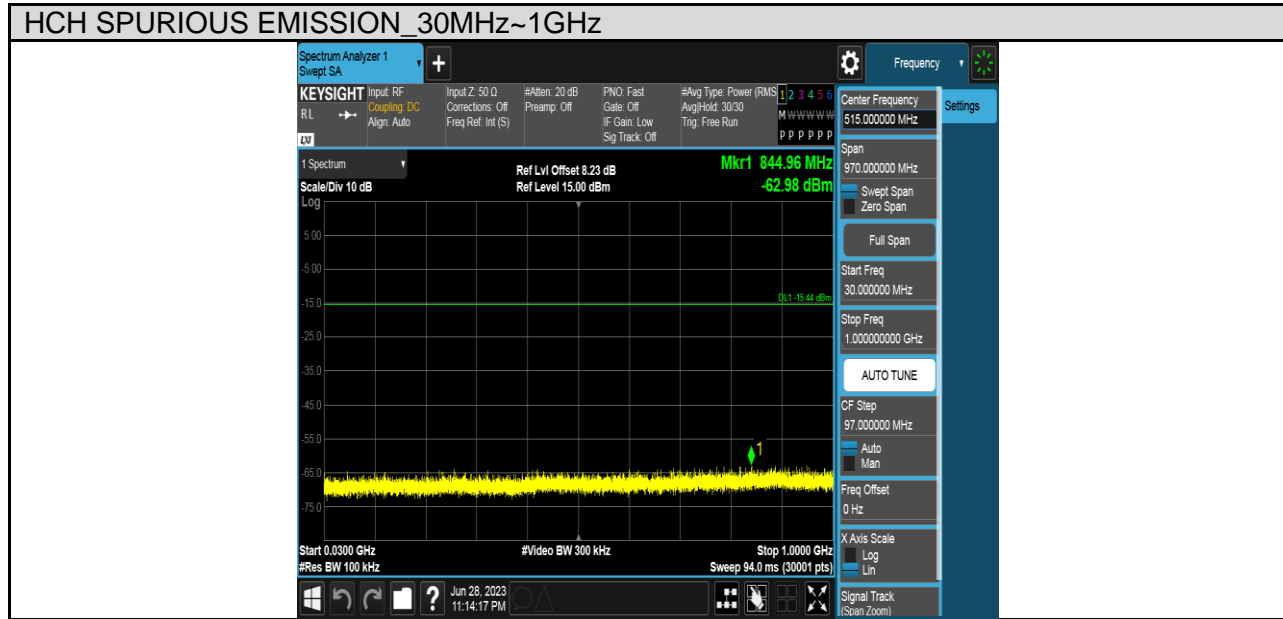 HCH SPURIOUS EMISSION_30MHz~1GHz
Spectrum Analyzer 1
Swept SA
+
Frequency
KEYSIGHT
RL
LXI
Input: RF
Coupling: DC
Align: Auto
Input Z: 50 Ω
Corrections: Off
Freq Ref: Int (S)
#Atten: 20 dB
Preamp: Off
PNO: Fast
Gate: Off
IF Gain: Low
Sig Track: Off
#Avg Type: Power (RMS
Avg|Hold: 30/30
Trig: Free Run
1 2 3 4 5 6
M W W W W W
P P P P P P
1 Spectrum
Scale/Div 10 dB
Log
Ref Lvl Offset 8.23 dB
Ref Level 15.00 dBm
Mkr1 844.96 MHz
-62.98 dBm
5.00
-5.00
-15.0
DL1 -15.44 dBm
-25.0
-35.0
-45.0
-55.0
1
-65.0
-75.0
Start 0.0300 GHz
#Res BW 100 kHz
#Video BW 300 kHz
Stop 1.0000 GHz
Sweep 94.0 ms (30001 pts)
?
Jun 28, 2023
11:14:17 PM
Center Frequency
515.000000 MHz
Settings
Span
970.000000 MHz
Swept Span
Zero Span
Full Span
Start Freq
30.000000 MHz
Stop Freq
1.000000000 GHz
AUTO TUNE
CF Step
97.000000 MHz
Auto
Man
Freq Offset
0 Hz
X Axis Scale
Log
Lin
Signal Track
(Span Zoom)